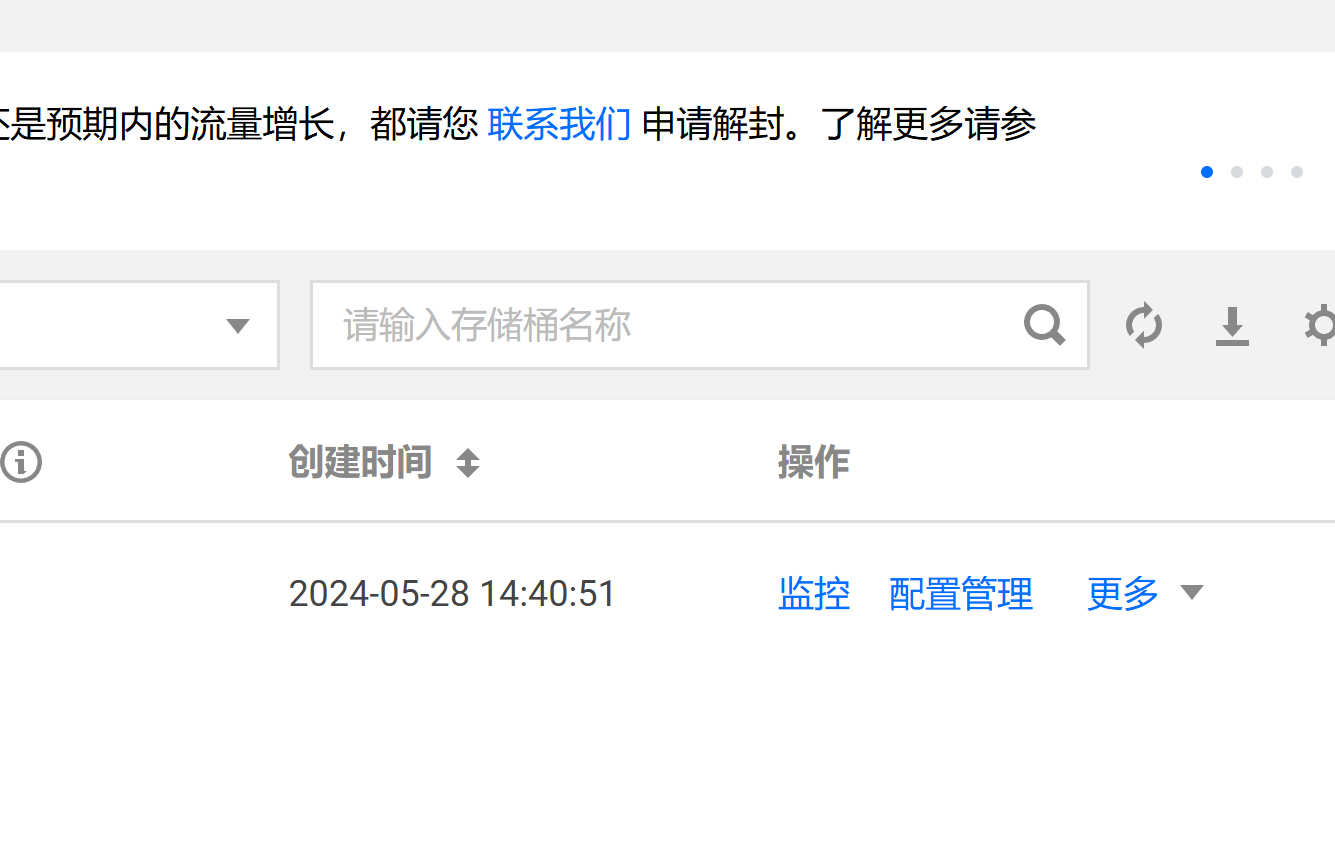 是预期内的流量增长，都请您 联系我们 申请解封。了解更多请参
请输入存储桶名称
创建时间 操作
2024-05-28 14:40:51 监控 配置管理 更多